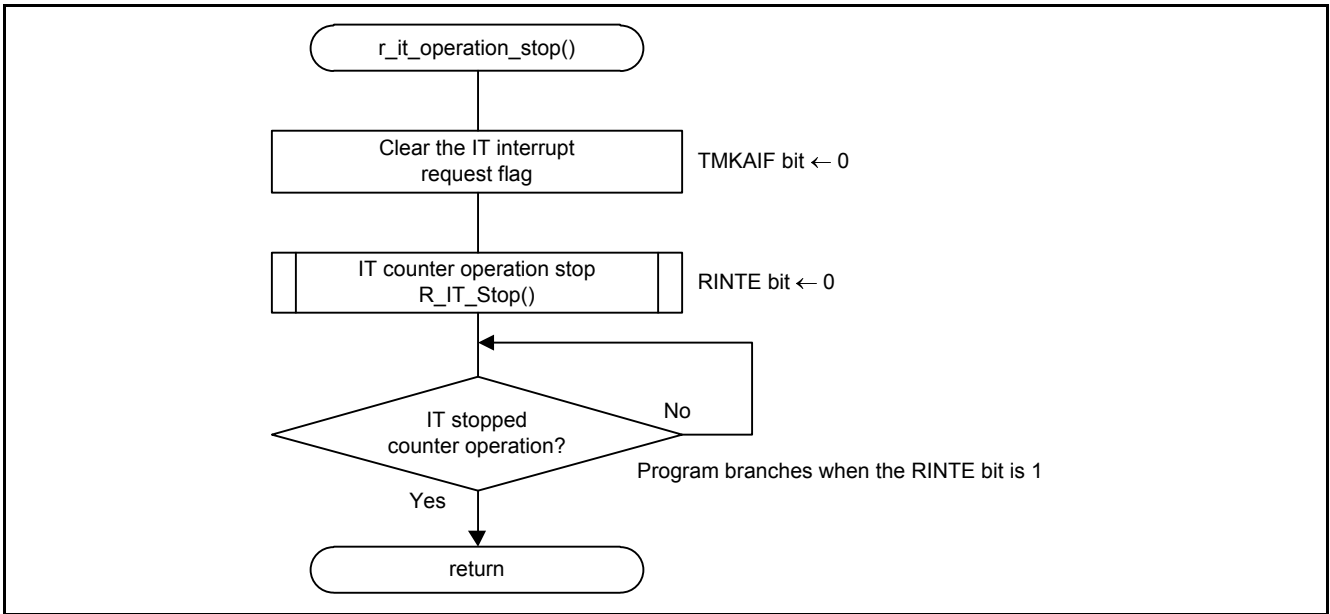 r_it_operation_stop()
Clear the IT interrupt
request flag
TMKAIF bit ← 0
IT counter operation stop
R_IT_Stop()
RINTE bit ← 0
IT stopped
counter operation?
No
Program branches when the RINTE bit is 1
Yes
return